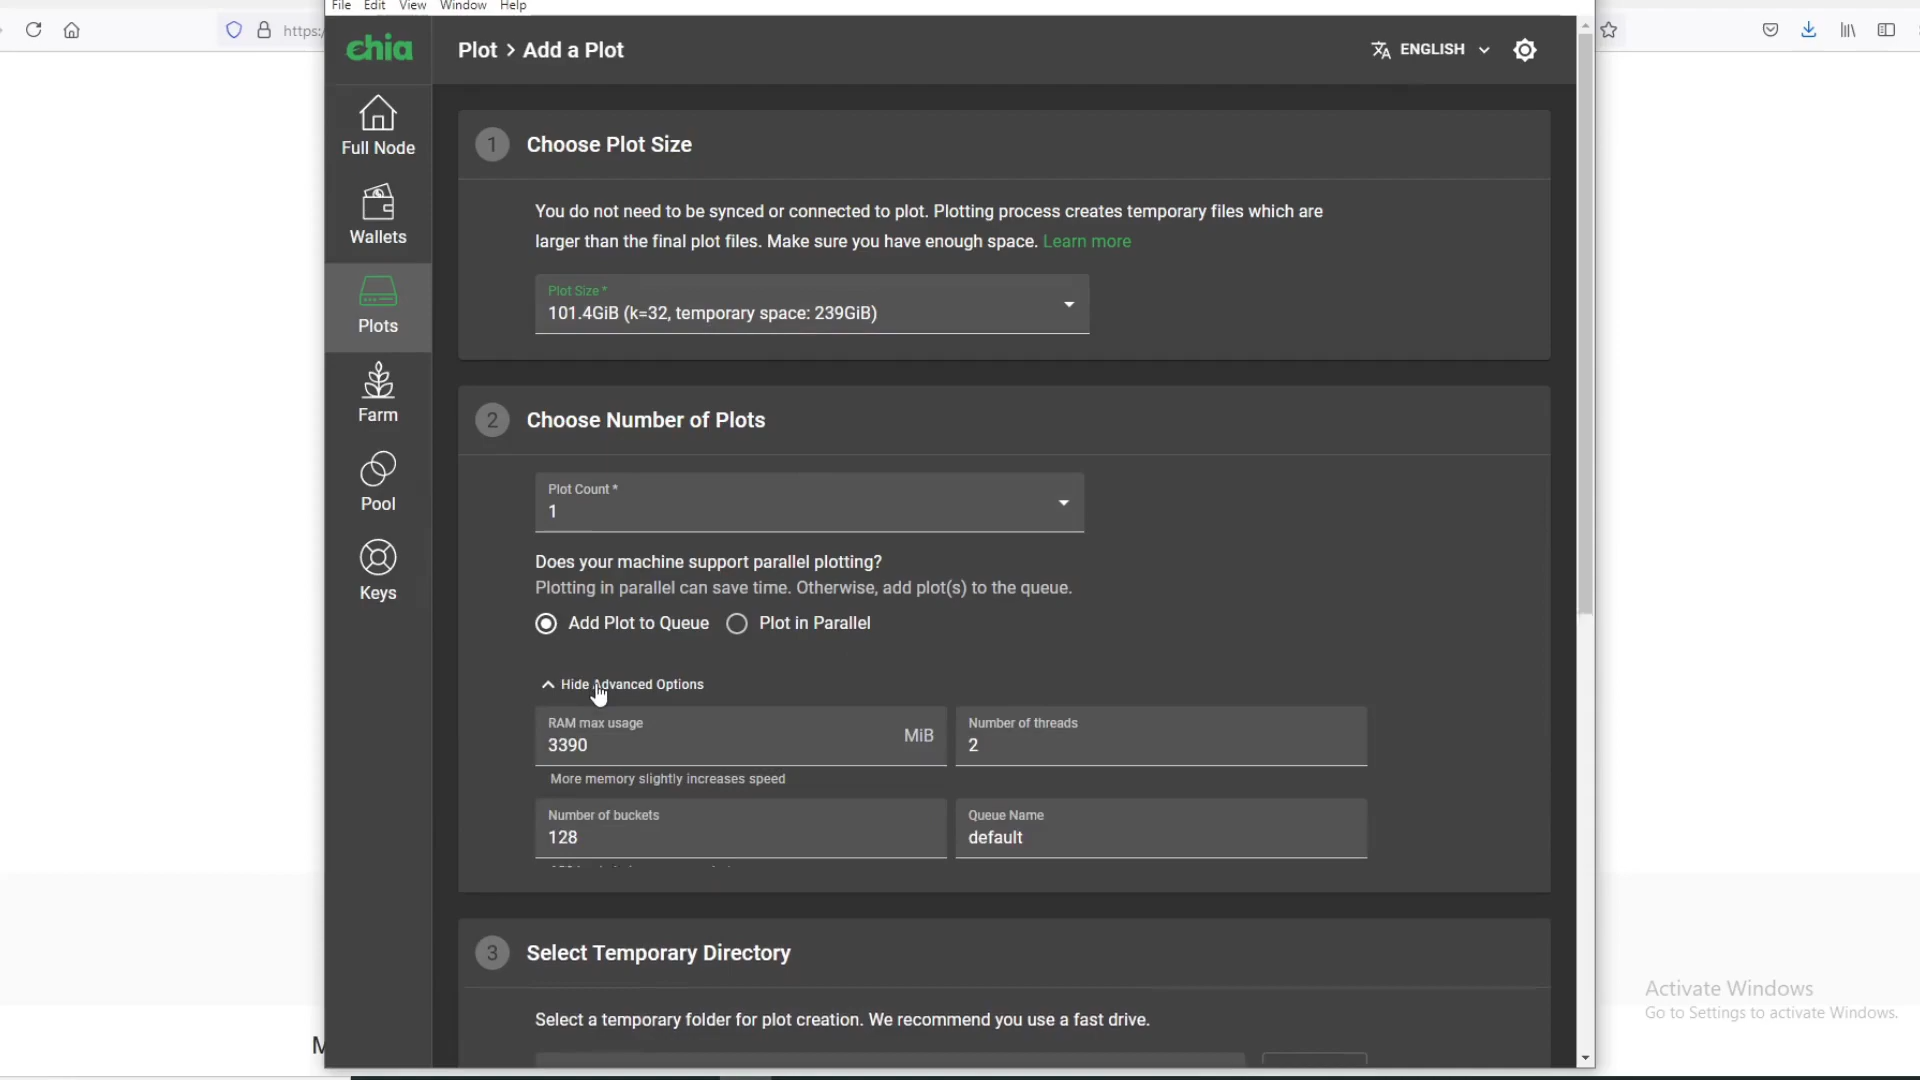 File Edit View Window Help
https:/
chia
Plot > Add a Plot
ENGLISH
Full Node
Wallets
Plots
Farm
Pool
Keys
1 Choose Plot Size
You do not need to be synced or connected to plot. Plotting process creates temporary files which are
larger than the final plot files. Make sure you have enough space. Learn more
Plot Size *
101.4GiB (k=32, temporary space: 239GiB)
2 Choose Number of Plots
Plot Count *
1
Does your machine support parallel plotting?
Plotting in parallel can save time. Otherwise, add plot(s) to the queue.
Add Plot to Queue Plot in Parallel
Hide Advanced Options
RAM max usage
3390 MiB
More memory slightly increases speed
Number of threads
2
Number of buckets
128
Queue Name
default
3 Select Temporary Directory
Select a temporary folder for plot creation. We recommend you use a fast drive.
Activate Windows
Go to Settings to activate Windows.